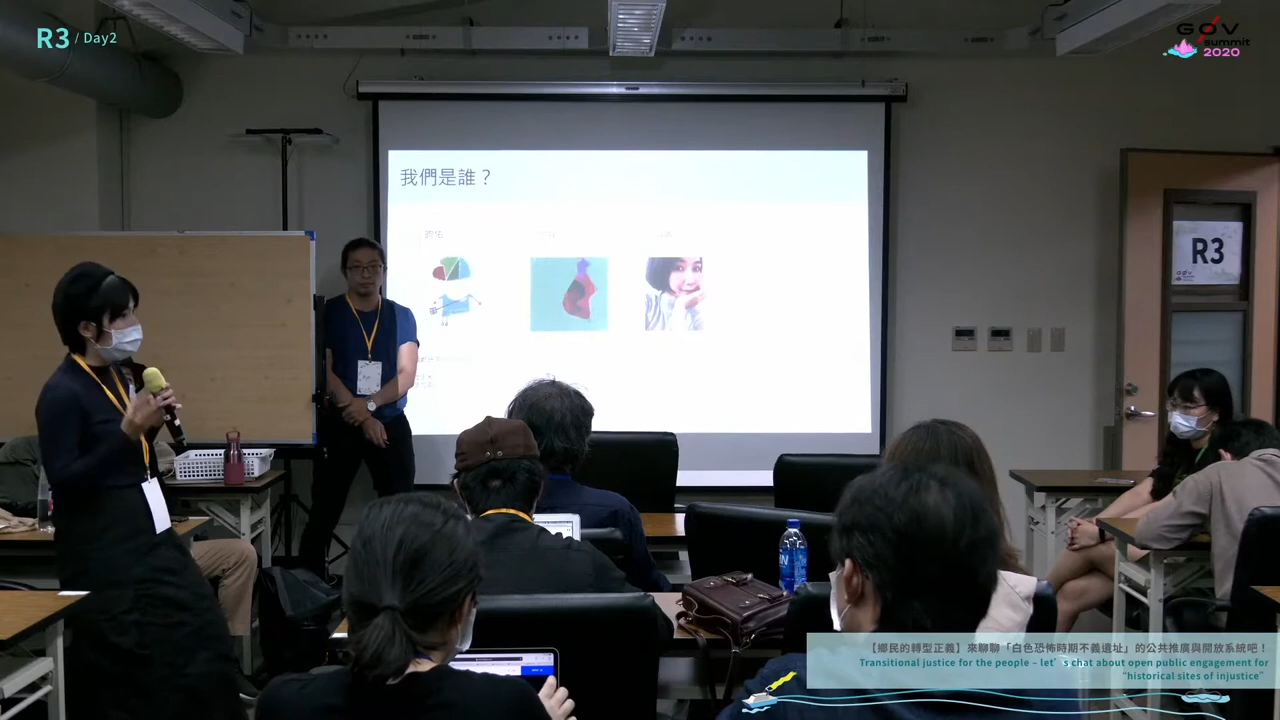 R3 / Day2
GØV
summit
2020
我們是誰？
R3
【鄉民的轉型正義】來聊聊「白色恐怖時期不義遺址」的公共推廣與開放系統吧！
Transitional justice for the people – let's chat about open public engagement for
"historical sites of injustice"